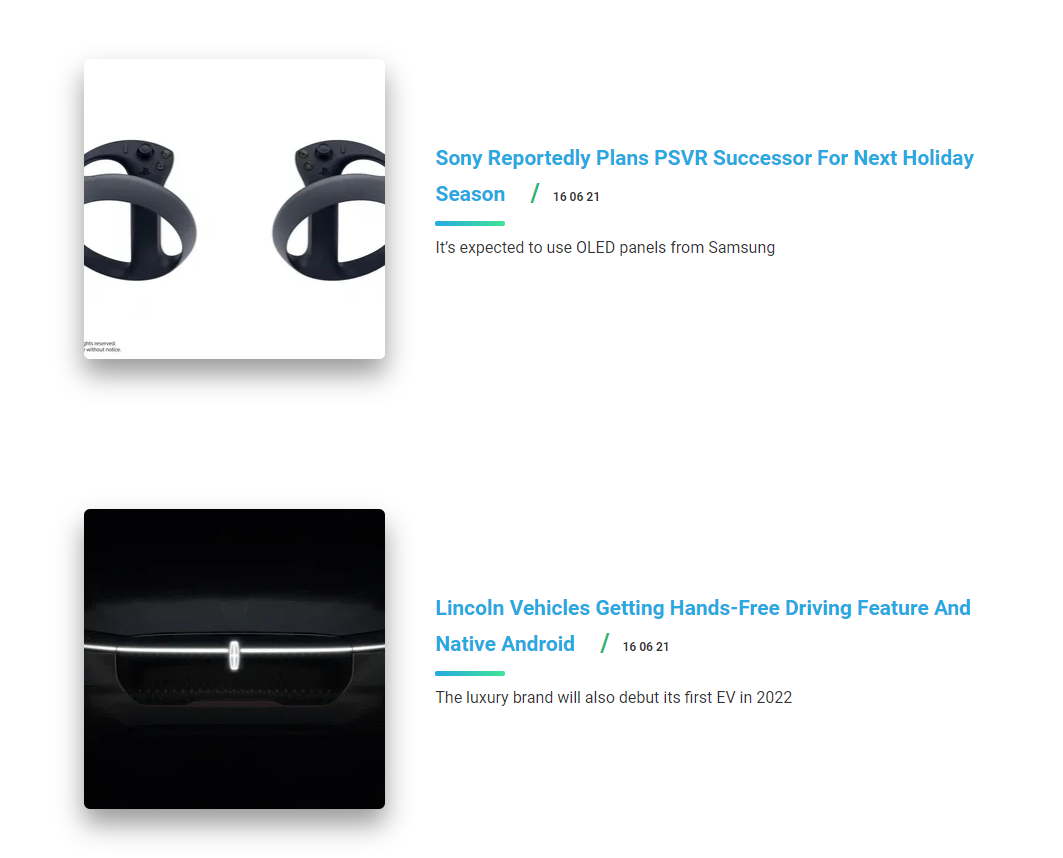 Sony Reportedly Plans PSVR Successor For Next Holiday
Season / 16 06 21
It’s expected to use OLED panels from Samsung
ghts reserved.
without notice.
Lincoln Vehicles Getting Hands-Free Driving Feature And
Native Android / 16 06 21
The luxury brand will also debut its first EV in 2022